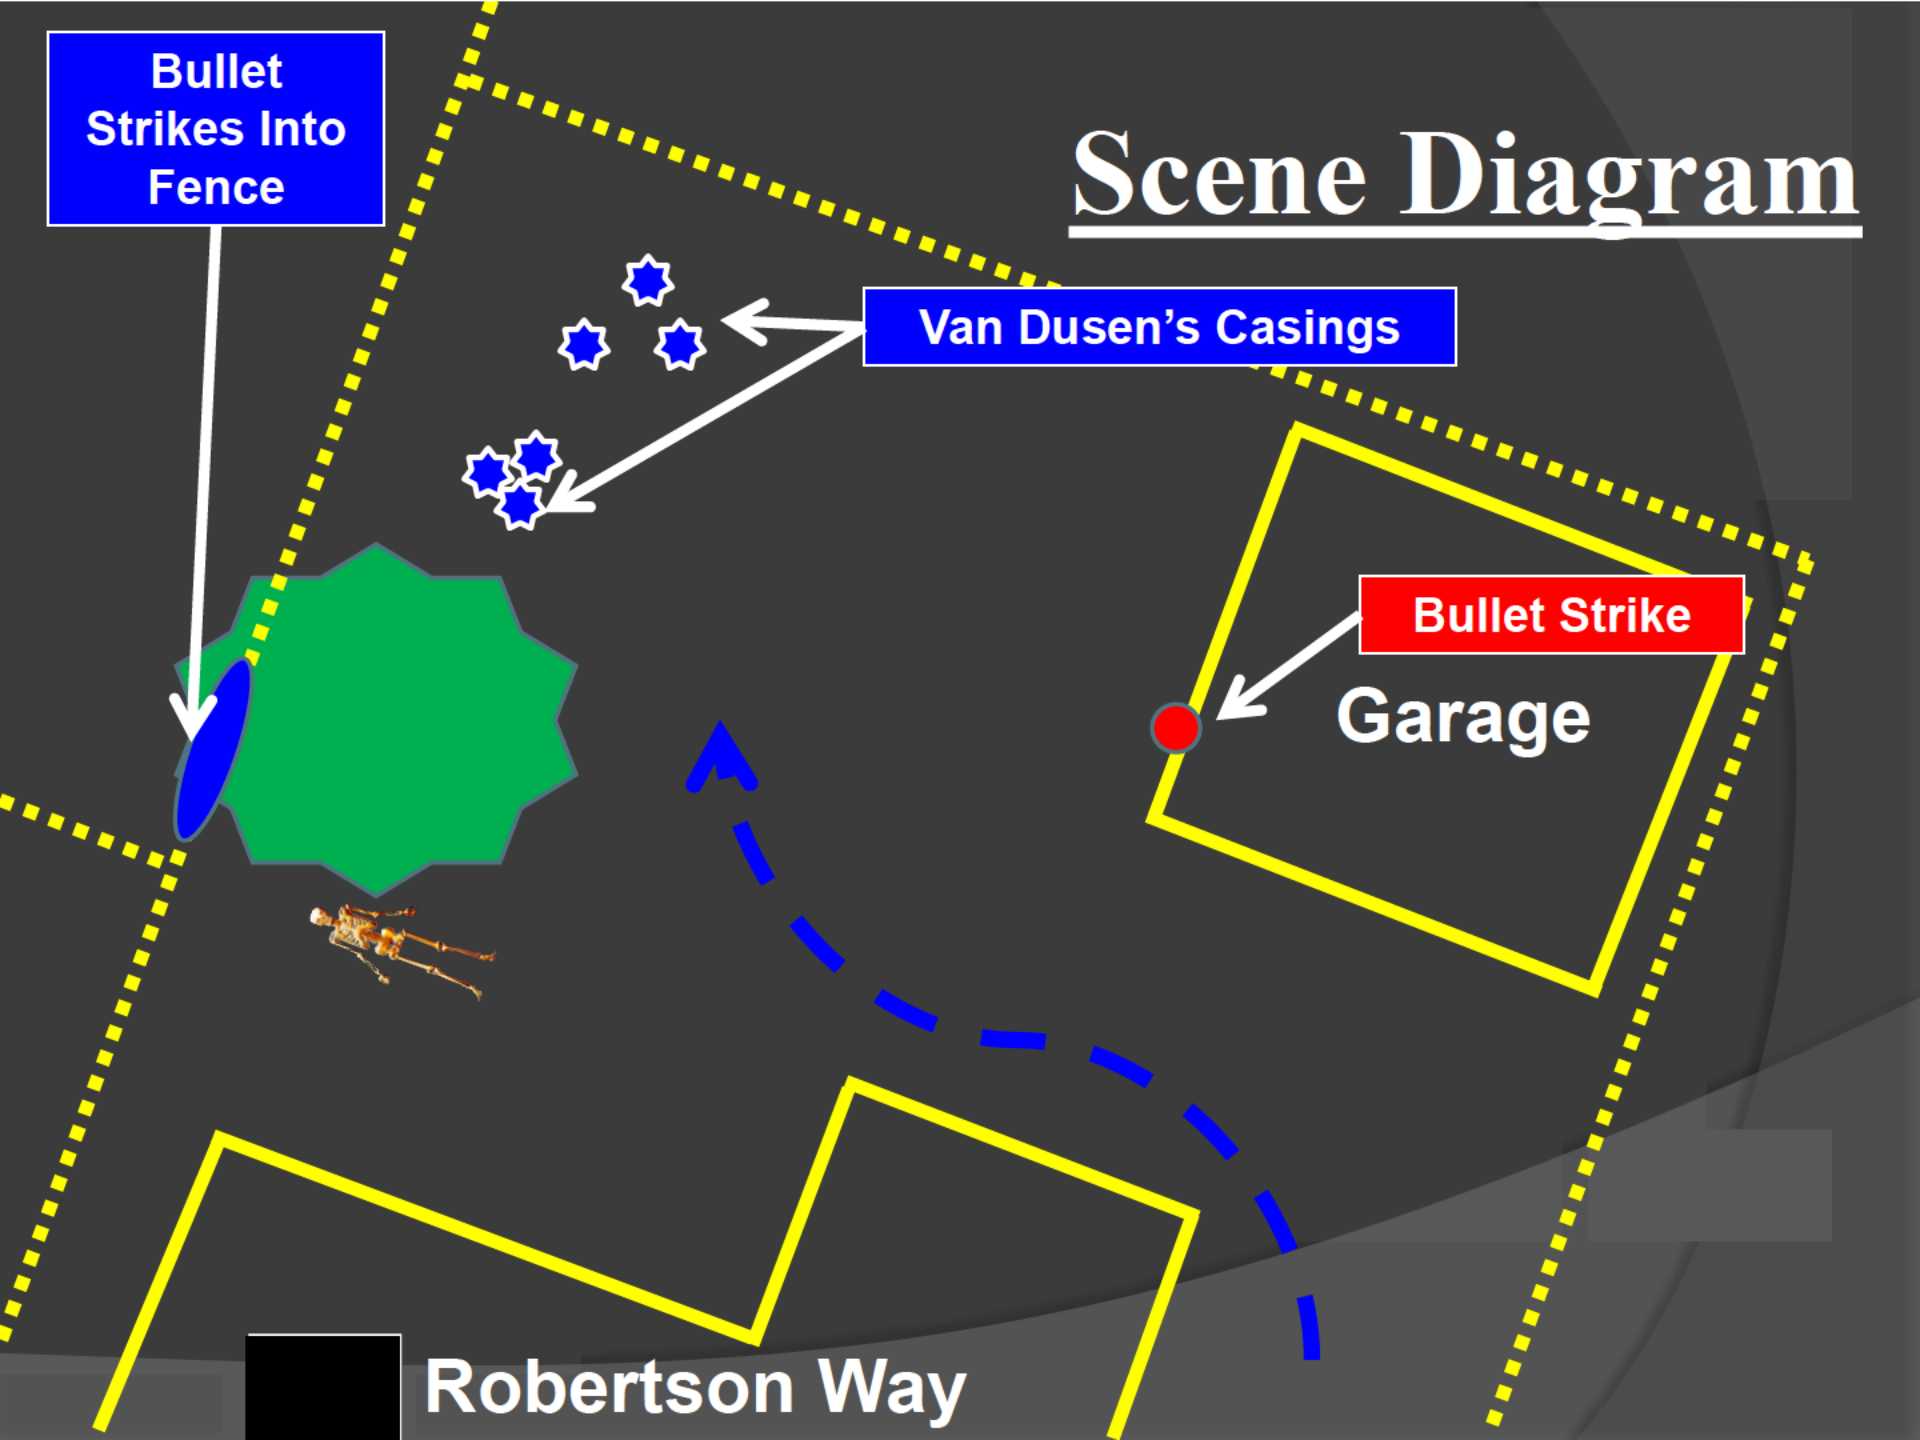 Bullet
Strikes Into
Fence
Scene Diagram
Van Dusen’s Casings
Bullet Strike
Garage
Robertson Way